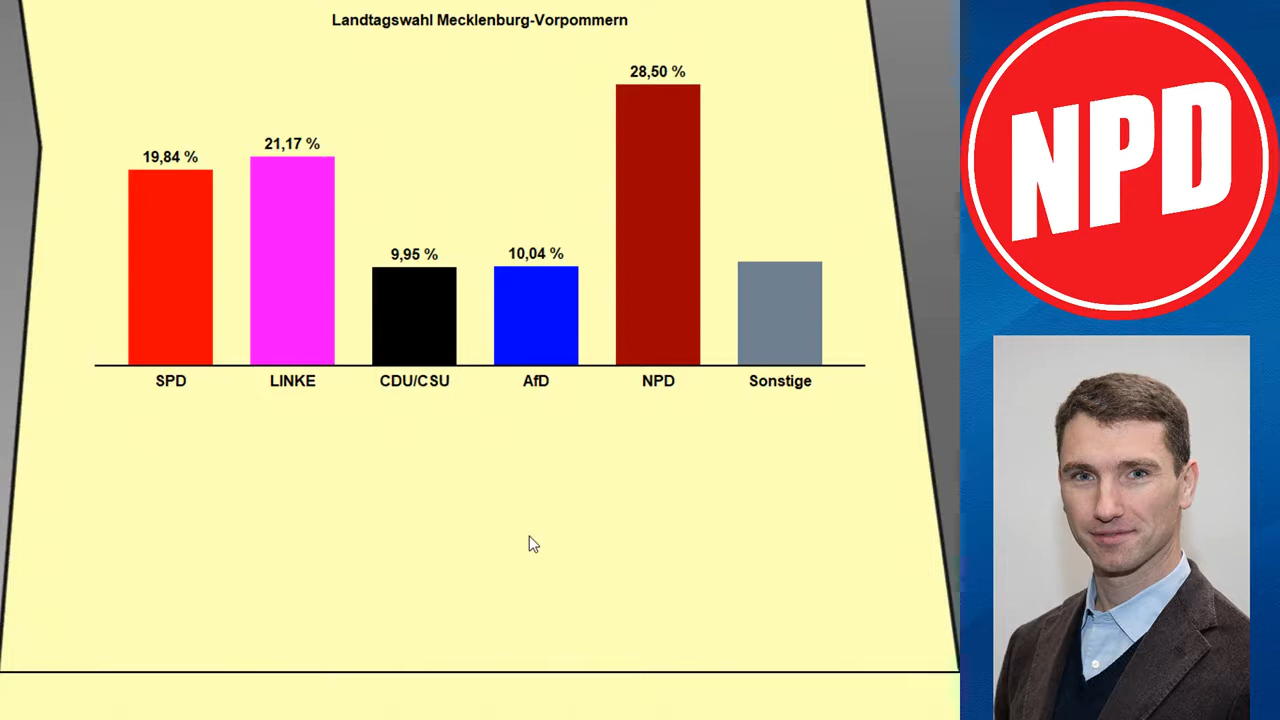 Landtagswahl Mecklenburg-Vorpommern
28,50 %
21,17 %
19,84 %
9,95 %
10,04 %
SPD
LINKE
CDU/CSU
AfD
NPD
Sonstige
NPD